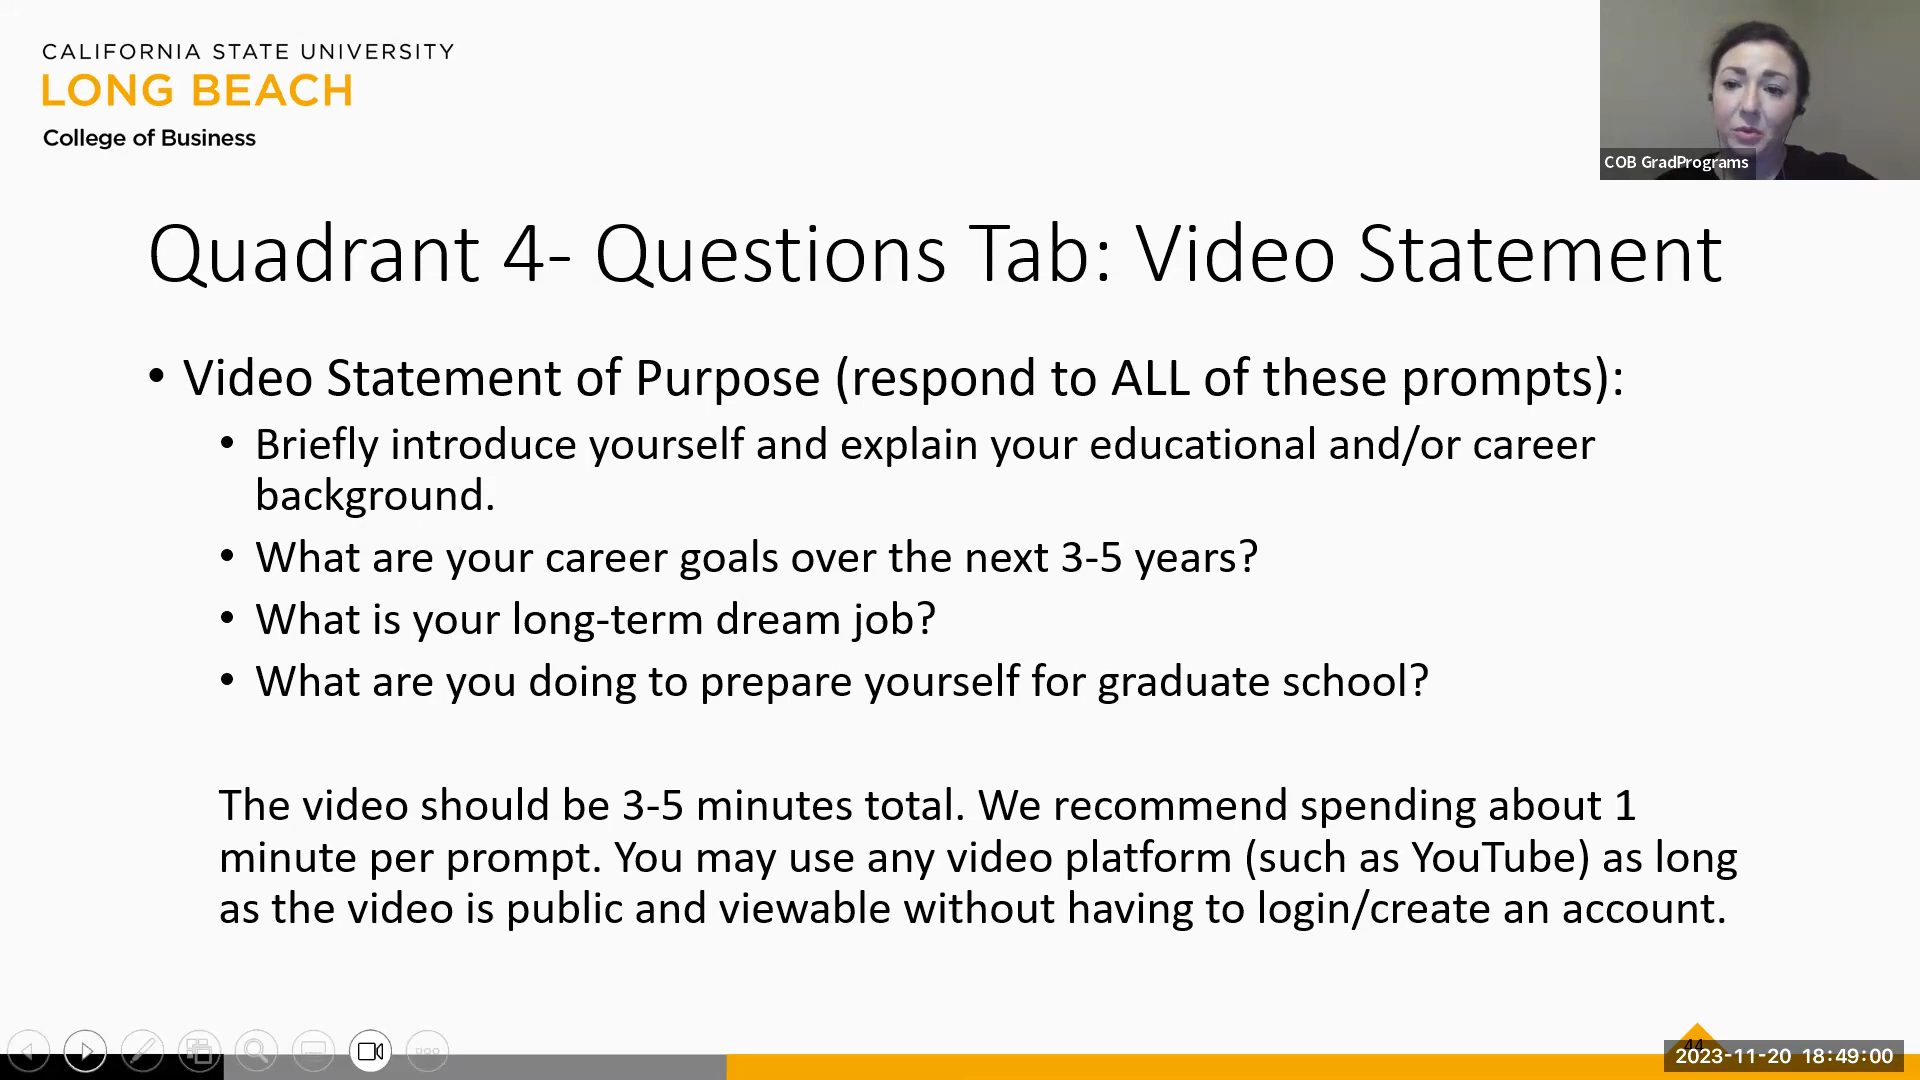 CALIFORNIA STATE UNIVERSITY
LONG BEACH
College of Business
COB GradPrograms
Quadrant 4- Questions Tab: Video Statement
• Video Statement of Purpose (respond to ALL of these prompts):
• Briefly introduce yourself and explain your educational and/or career
background.
• What are your career goals over the next 3-5 years?
• What is your long-term dream job?
• What are you doing to prepare yourself for graduate school?
The video should be 3-5 minutes total. We recommend spending about 1
minute per prompt. You may use any video platform (such as YouTube) as long
as the video is public and viewable without having to login/create an account.
44
2023-11-20 18:49:00